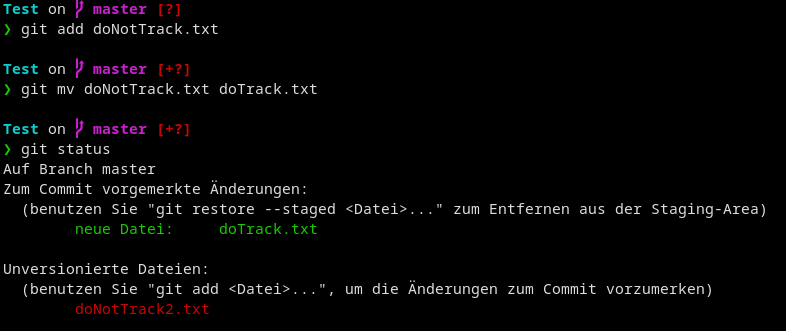 Test on master [?]
❯ git add doNotTrack.txt
Test on master [+?]
❯ git mv doNotTrack.txt doTrack.txt
Test on master [+?]
❯ git status
Auf Branch master
Zum Commit vorgemerkte Änderungen:
(benutzen Sie "git restore --staged <Datei>..." zum Entfernen aus der Staging-Area)
neue Datei: doTrack.txt
Unversionierte Dateien:
(benutzen Sie "git add <Datei>...", um die Änderungen zum Commit vorzumerken)
doNotTrack2.txt